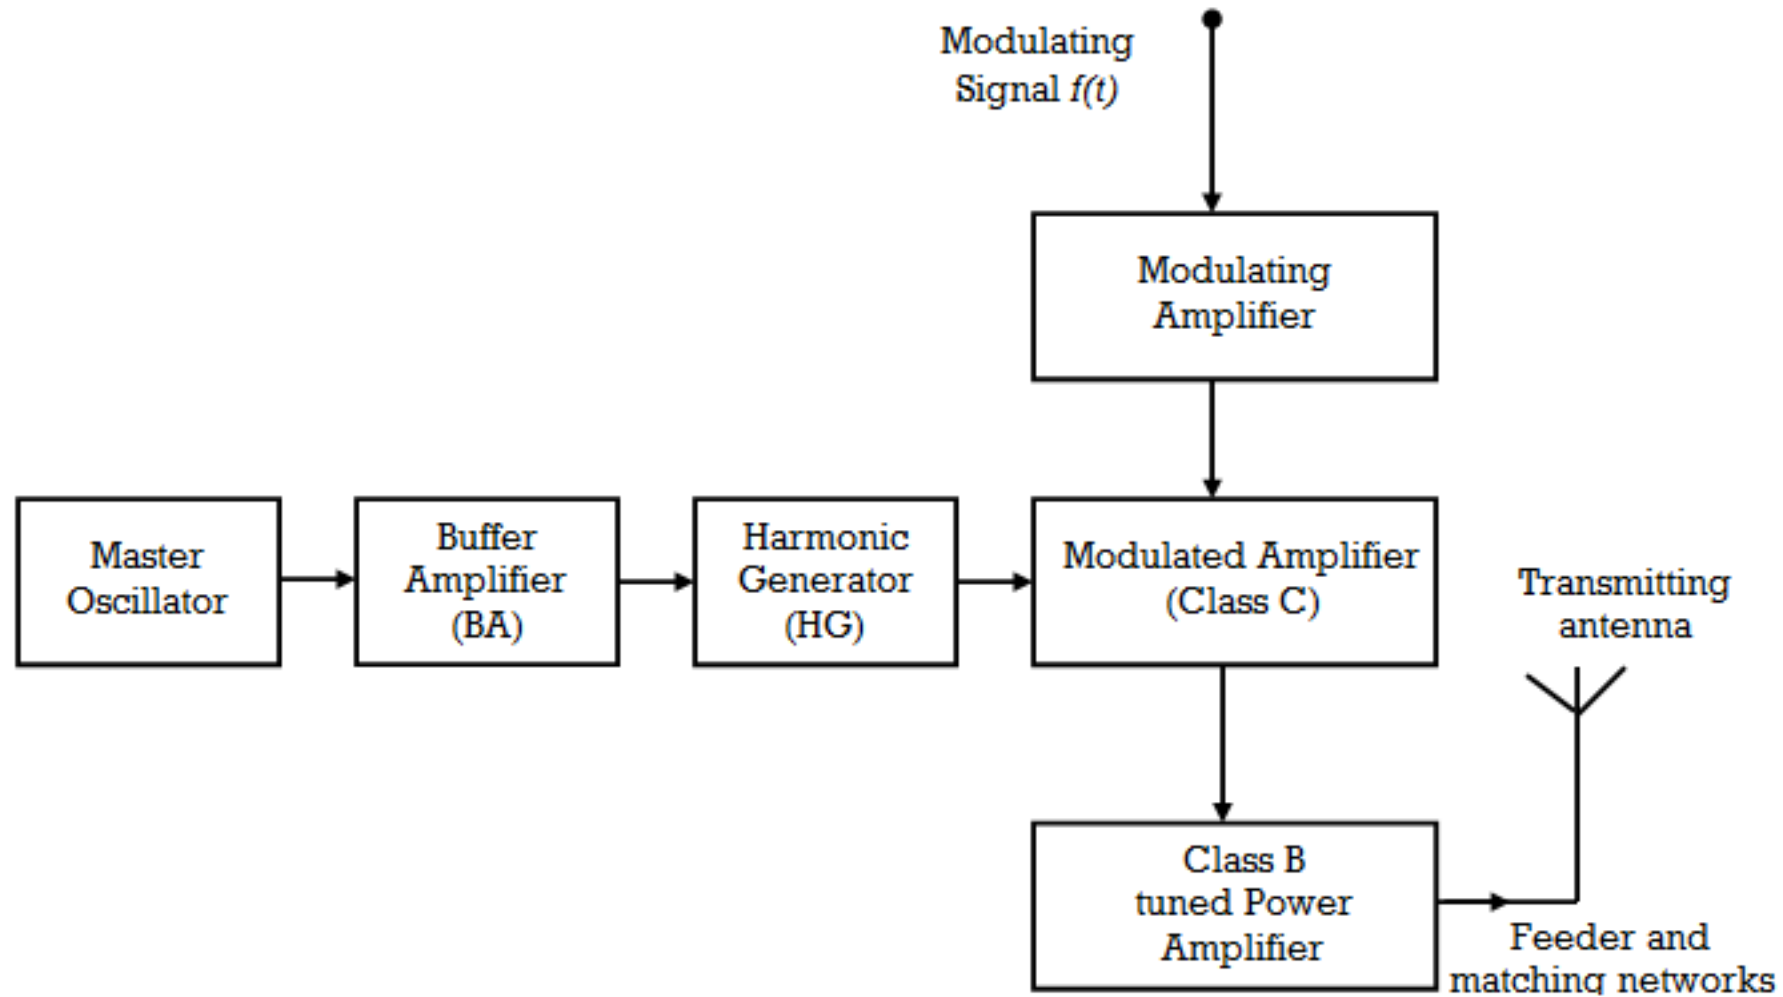 Modulating
Signal f(t)
Modulating
Amplifier
Master
Oscillator
Buffer
Amplifier
(BA)
Harmonic
Generator
(HG)
Modulated Amplifier
(Class C)
Transmitting
antenna
Class B
tuned Power
Amplifier
Feeder and
matching networks